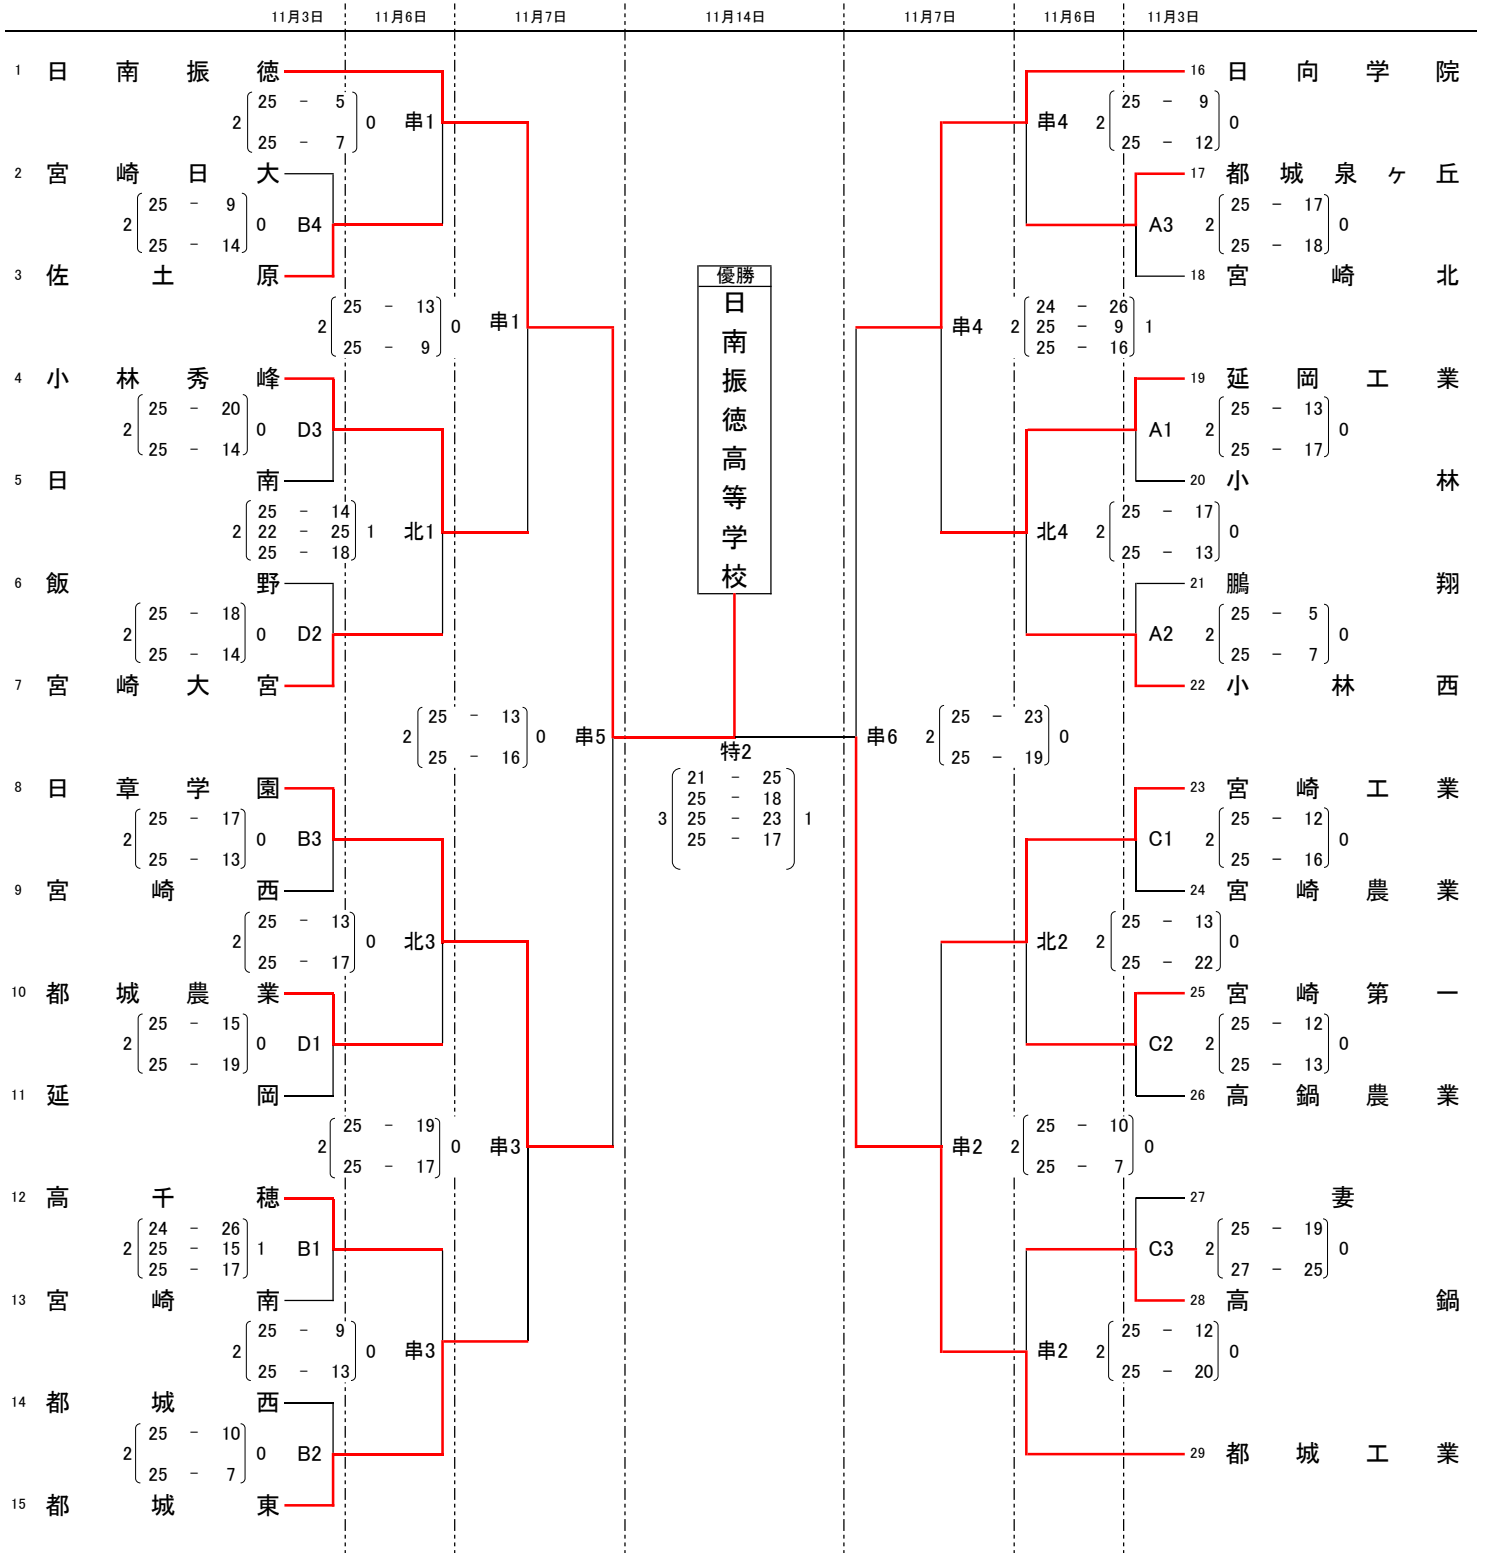 11月3日 11月6日 11月7日 11月14日 11月7日 11月6日 11月3日
1 日南振徳
25 - 5
2 0 串1
25 - 7
2 宮崎日大
25 - 9
2 0 B4
25 - 14
3 佐土原
25 - 13
2 0 串1
25 - 9
4 小林秀峰
25 - 20
2 0 D3
25 - 14
5 日南
25 - 14
2 22 - 25 1 北1
25 - 18
6 飯野
25 - 18
2 0 D2
25 - 14
7 宮崎大宮
25 - 13
2 0 串5
25 - 16
8 日章学園
25 - 17
2 0 B3
25 - 13
9 宮崎西
25 - 13
2 0 北3
25 - 17
10 都城農業
25 - 15
2 0 D1
25 - 19
11 延岡
25 - 19
2 0 串3
25 - 17
12 高千穂
24 - 26
2 25 - 15 1 B1
25 - 17
13 宮崎南
25 - 9
2 0 串3
25 - 13
14 都城西
25 - 10
2 0 B2
25 - 7
15 都城東
優勝
日南振徳高等学校
特2
21 - 25
25 - 18
3 25 - 23 1
25 - 17
16 日向学院
25 - 9
串4 2 0
25 - 12
17 都城泉ヶ丘
25 - 17
A3 2 0
25 - 18
18 宮崎北
24 - 26
串4 2 25 - 9 1
25 - 16
19 延岡工業
25 - 13
A1 2 0
25 - 17
20 小林
25 - 17
北4 2 0
25 - 13
21 鵬翔
25 - 5
A2 2 0
25 - 7
22 小林西
25 - 23
串6 2 0
25 - 19
23 宮崎工業
25 - 12
C1 2 0
25 - 16
24 宮崎農業
25 - 13
北2 2 0
25 - 22
25 宮崎第一
25 - 12
C2 2 0
25 - 13
26 高鍋農業
25 - 10
串2 2 0
25 - 7
27 妻
25 - 19
C3 2 0
27 - 25
28 高鍋
25 - 12
串2 2 0
25 - 20
29 都城工業